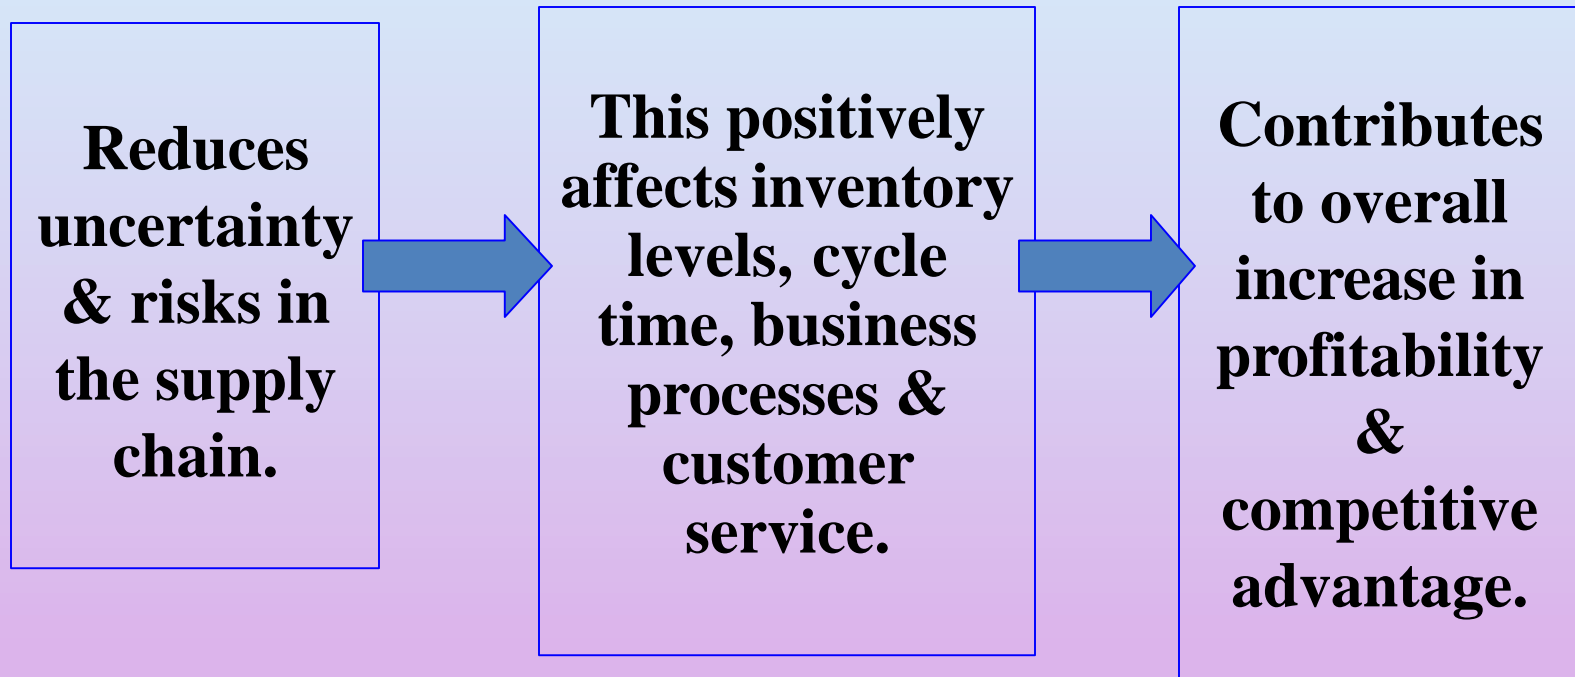 Reduces
uncertainty
& risks in
the supply
chain.
This positively
affects inventory
levels, cycle
time, business
processes &
customer
service.
Contributes
to overall
increase in
profitability
&
competitive
advantage.